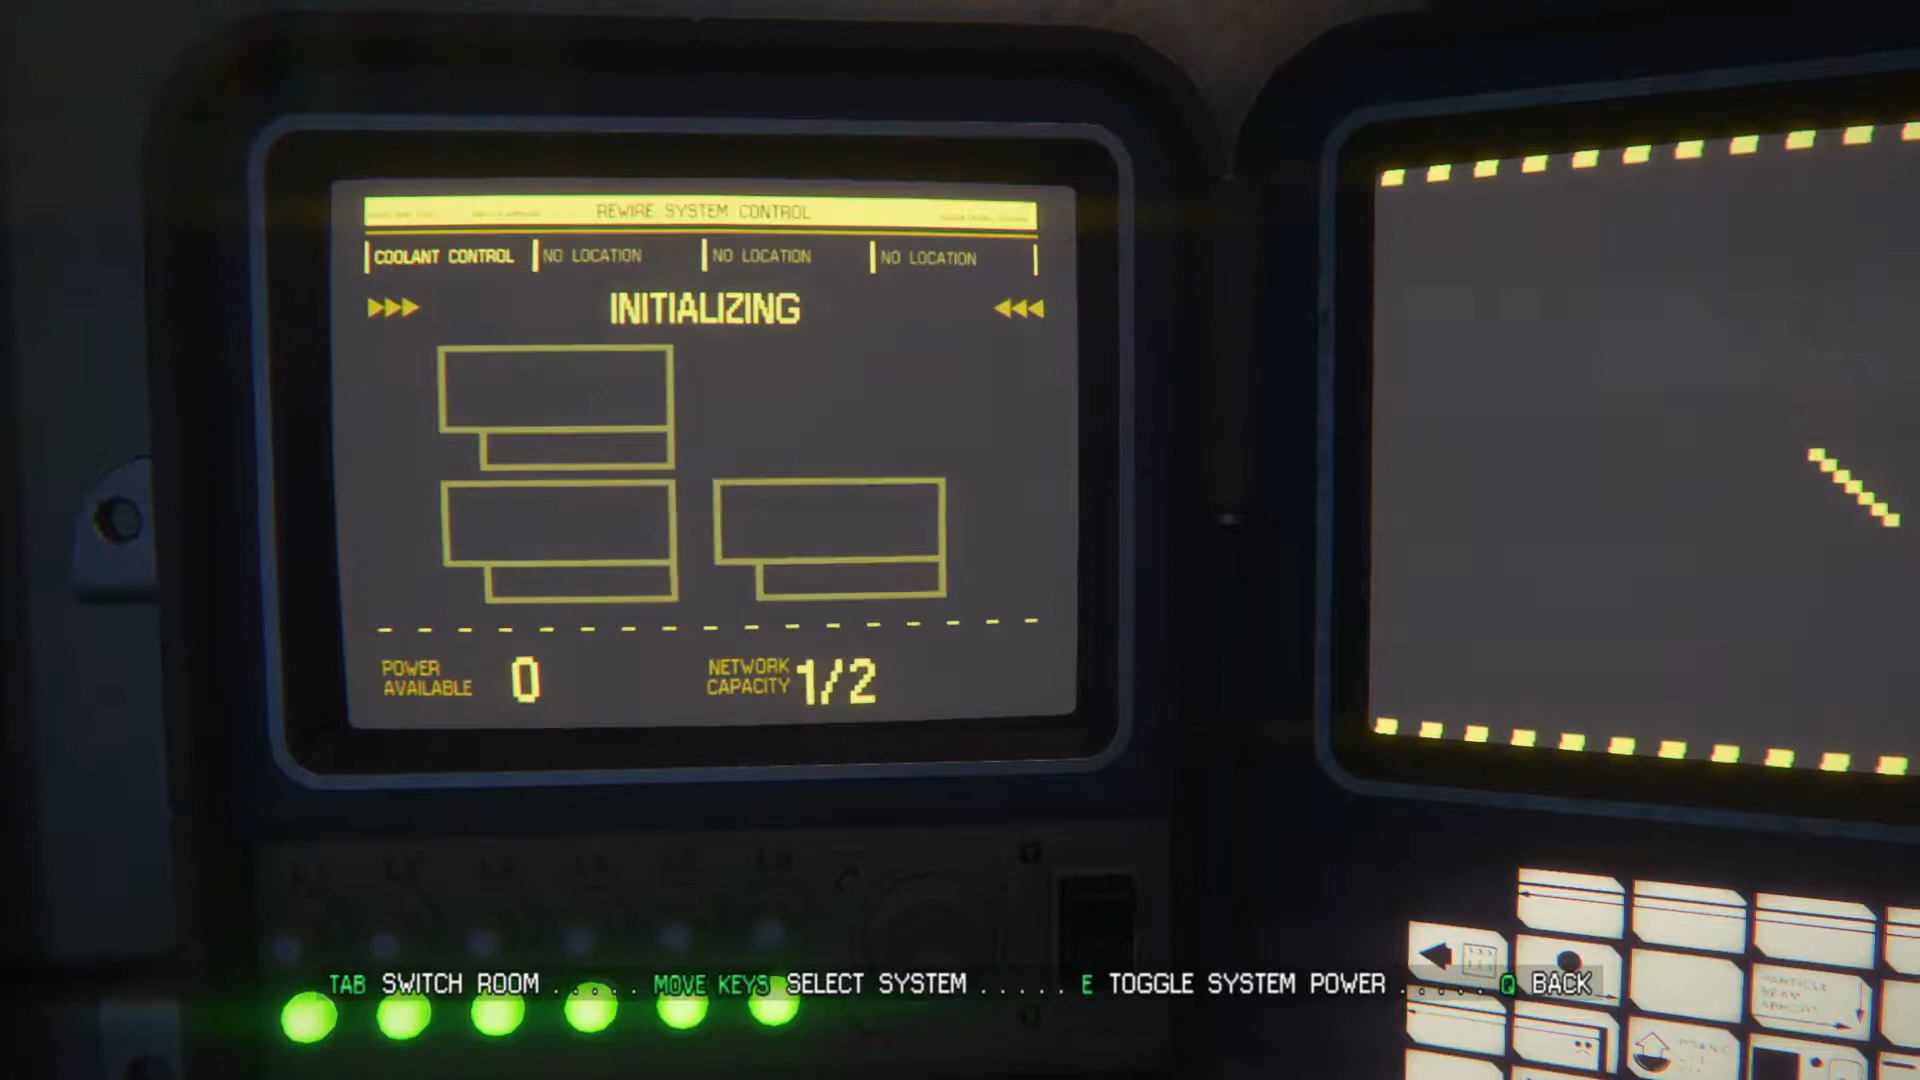 REWIRE SYSTEM CONTROL
COOLANT CONTROL NO LOCATION NO LOCATION NO LOCATION
INITIALIZING
POWER AVAILABLE 0
NETWORK CAPACITY 1/2
TAB SWITCH ROOM ..... MOVE KEYS SELECT SYSTEM ..... E TOGGLE SYSTEM POWER ..... Q BACK